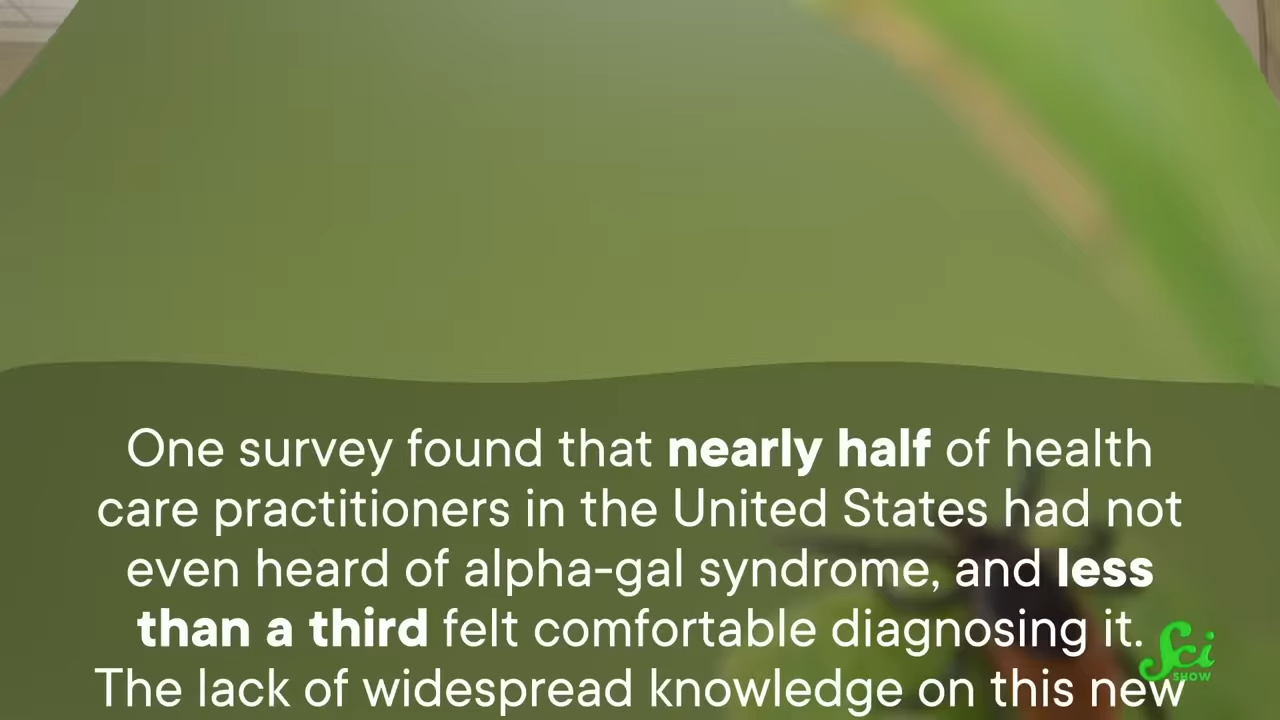 One survey found that nearly half of health
care practitioners in the United States had not
even heard of alpha-gal syndrome, and less
than a third felt comfortable diagnosing it.
The lack of widespread knowledge on this new
Sci
SHOW